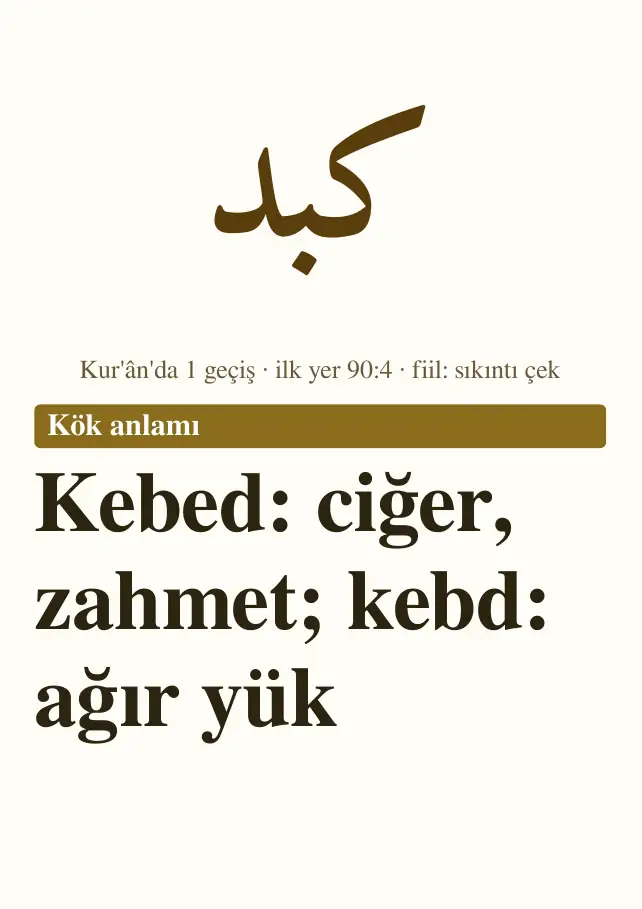 كبد
Kur'ân'da 1 geçiş · ilk yer 90:4 · fiil: sıkıntı çek
Kök anlamı
Kebed: ciğer,
zahmet; kebd:
ağır yük